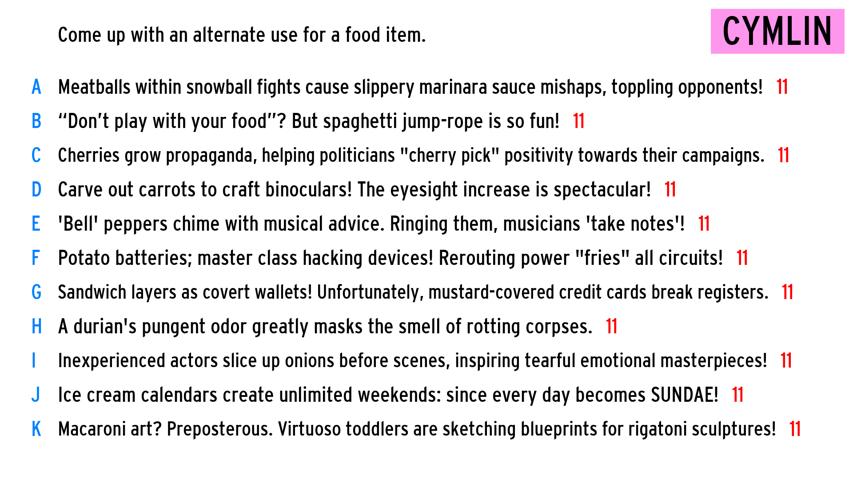 Come up with an alternate use for a food item.
CYMLIN
A Meatballs within snowball fights cause slippery marinara sauce mishaps, toppling opponents! 11
B “Don’t play with your food”? But spaghetti jump-rope is so fun! 11
C Cherries grow propaganda, helping politicians "cherry pick" positivity towards their campaigns. 11
D Carve out carrots to craft binoculars! The eyesight increase is spectacular! 11
E 'Bell' peppers chime with musical advice. Ringing them, musicians 'take notes'! 11
F Potato batteries; master class hacking devices! Rerouting power "fries" all circuits! 11
G Sandwich layers as covert wallets! Unfortunately, mustard-covered credit cards break registers. 11
H A durian's pungent odor greatly masks the smell of rotting corpses. 11
I Inexperienced actors slice up onions before scenes, inspiring tearful emotional masterpieces! 11
J Ice cream calendars create unlimited weekends: since every day becomes SUNDAE! 11
K Macaroni art? Preposterous. Virtuoso toddlers are sketching blueprints for rigatoni sculptures! 11